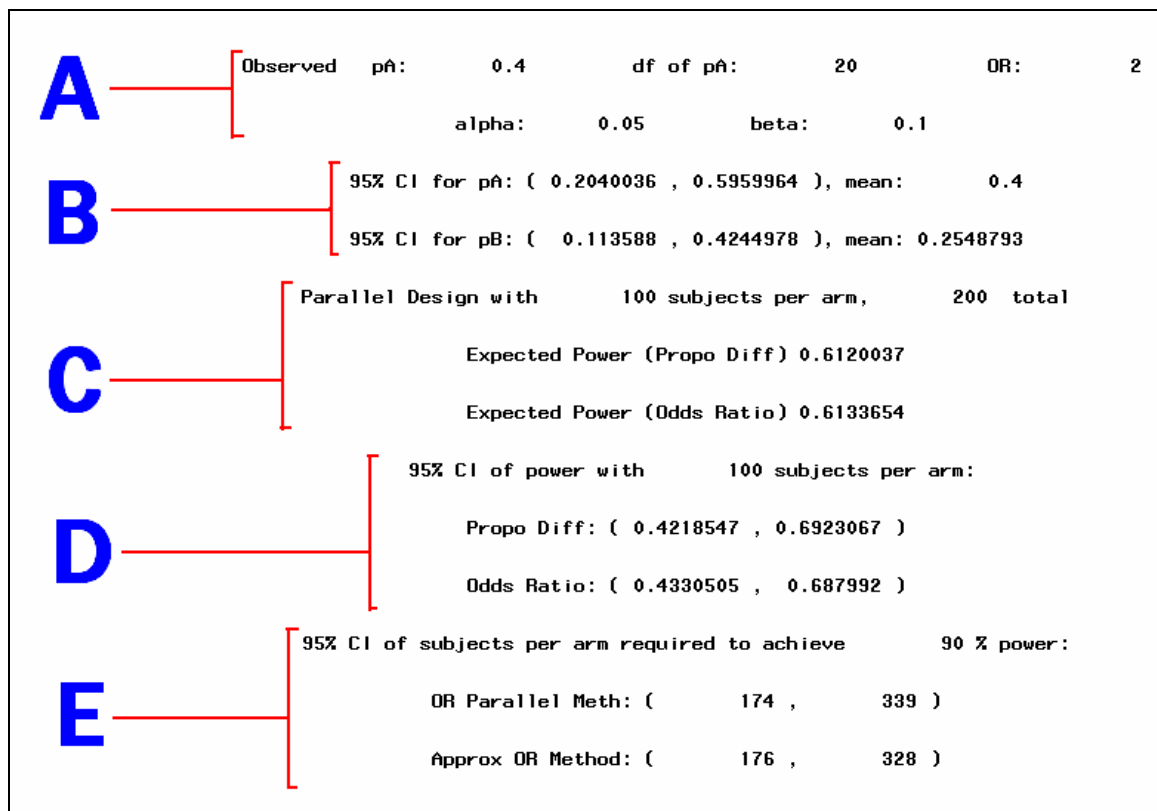 A
Observed pA: 0.4 df of pA: 20 OR: 2
alpha: 0.05 beta: 0.1
B
95% CI for pA: ( 0.2040036 , 0.5959964 ), mean: 0.4
95% CI for pB: ( 0.113588 , 0.4244978 ), mean: 0.2548793
C
Parallel Design with 100 subjects per arm, 200 total
Expected Power (Propo Diff) 0.6120037
Expected Power (Odds Ratio) 0.6133654
D
95% CI of power with 100 subjects per arm:
Propo Diff: ( 0.4218547 , 0.6923067 )
Odds Ratio: ( 0.4330505 , 0.687992 )
E
95% CI of subjects per arm required to achieve 90 % power:
OR Parallel Meth: ( 174 , 339 )
Approx OR Method: ( 176 , 328 )